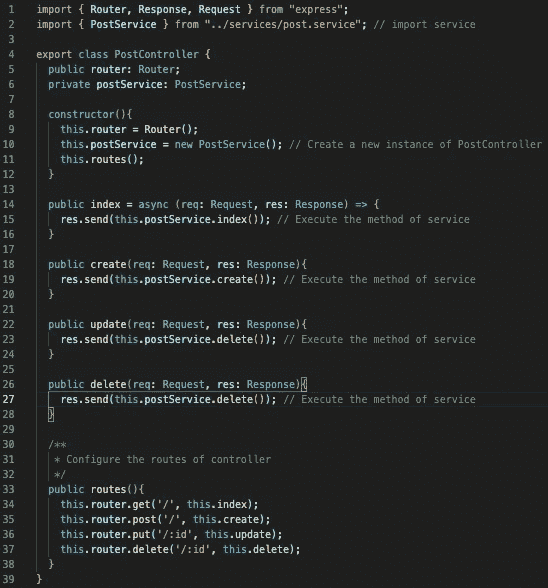 1 import { Router, Response, Request } from "express";
2 import { PostService } from "../services/post.service"; // import service
3
4 export class PostController {
5   public router: Router;
6   private postService: PostService;
7
8   constructor(){
9     this.router = Router();
10     this.postService = new PostService(); // Create a new instance of PostController
11     this.routes();
12   }
13
14   public index = async (req: Request, res: Response) => {
15     res.send(this.postService.index()); // Execute the method of service
16   }
17
18   public create(req: Request, res: Response){
19     res.send(this.postService.create()); // Execute the method of service
20   }
21
22   public update(req: Request, res: Response){
23     res.send(this.postService.delete()); // Execute the method of service
24   }
25
26   public delete(req: Request, res: Response){
27     res.send(this.postService.delete()); // Execute the method of service
28   }
29
30   /**
31    * Configure the routes of controller
32    */
33   public routes(){
34     this.router.get('/', this.index);
35     this.router.post('/', this.create);
36     this.router.put('/:id', this.update);
37     this.router.delete('/:id', this.delete);
38   }
39 }